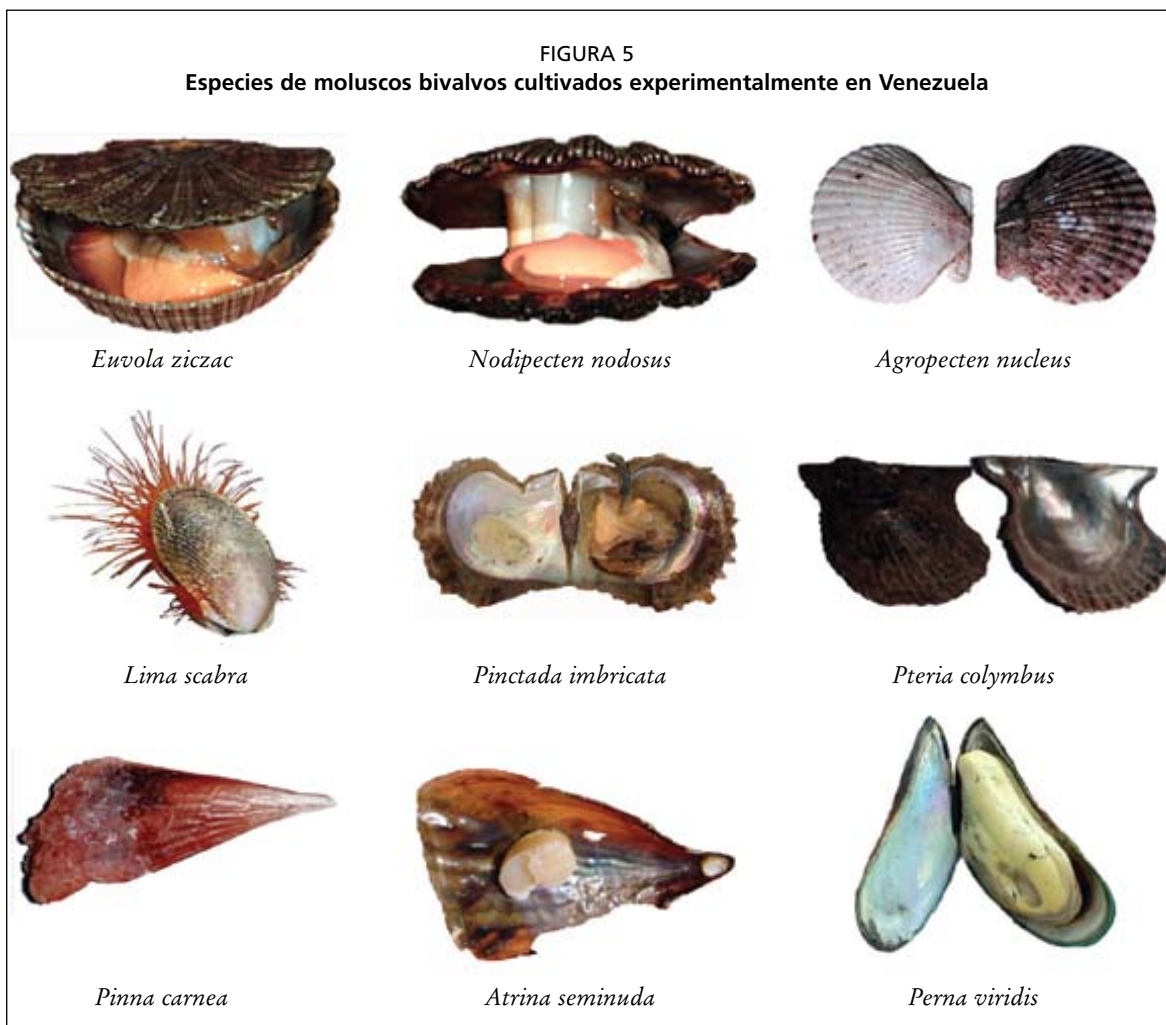 FIGURA 5
Especies de moluscos bivalvos cultivados experimentalmente en Venezuela
Euvola ziczac
Nodipecten nodosus
Agropecten nucleus
Lima scabra
Pinctada imbricata
Pteria colymbus
Pinna carnea
Atrina seminuda
Perna viridis